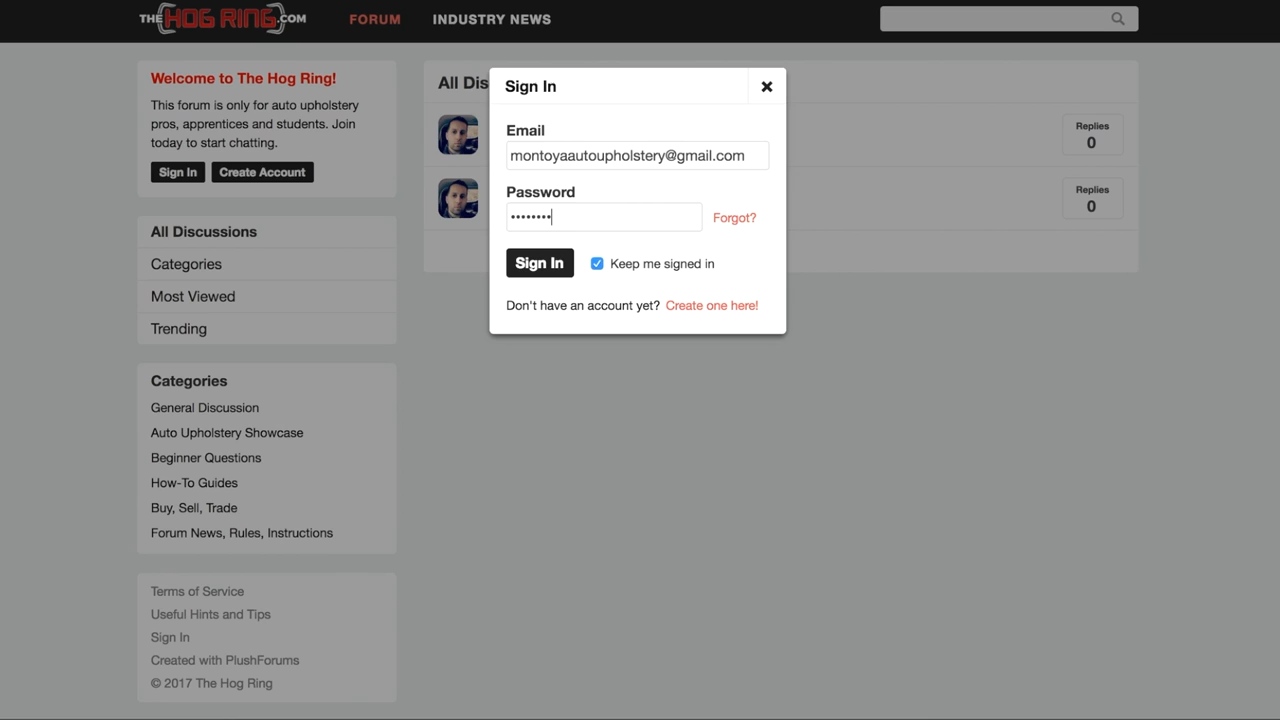 THE HOG RING .COM
FORUM
INDUSTRY NEWS
Welcome to The Hog Ring!
This forum is only for auto upholstery
pros, apprentices and students. Join
today to start chatting.
Sign In
Create Account
All Discussions
Categories
Most Viewed
Trending
Categories
General Discussion
Auto Upholstery Showcase
Beginner Questions
How-To Guides
Buy, Sell, Trade
Forum News, Rules, Instructions
Terms of Service
Useful Hints and Tips
Sign In
Created with PlushForums
© 2017 The Hog Ring
All Dis
Replies
0
Replies
0
Sign In
Email
montoyaautoupholstery@gmail.com
Password
••••••••
Forgot?
Sign In
Keep me signed in
Don't have an account yet? Create one here!